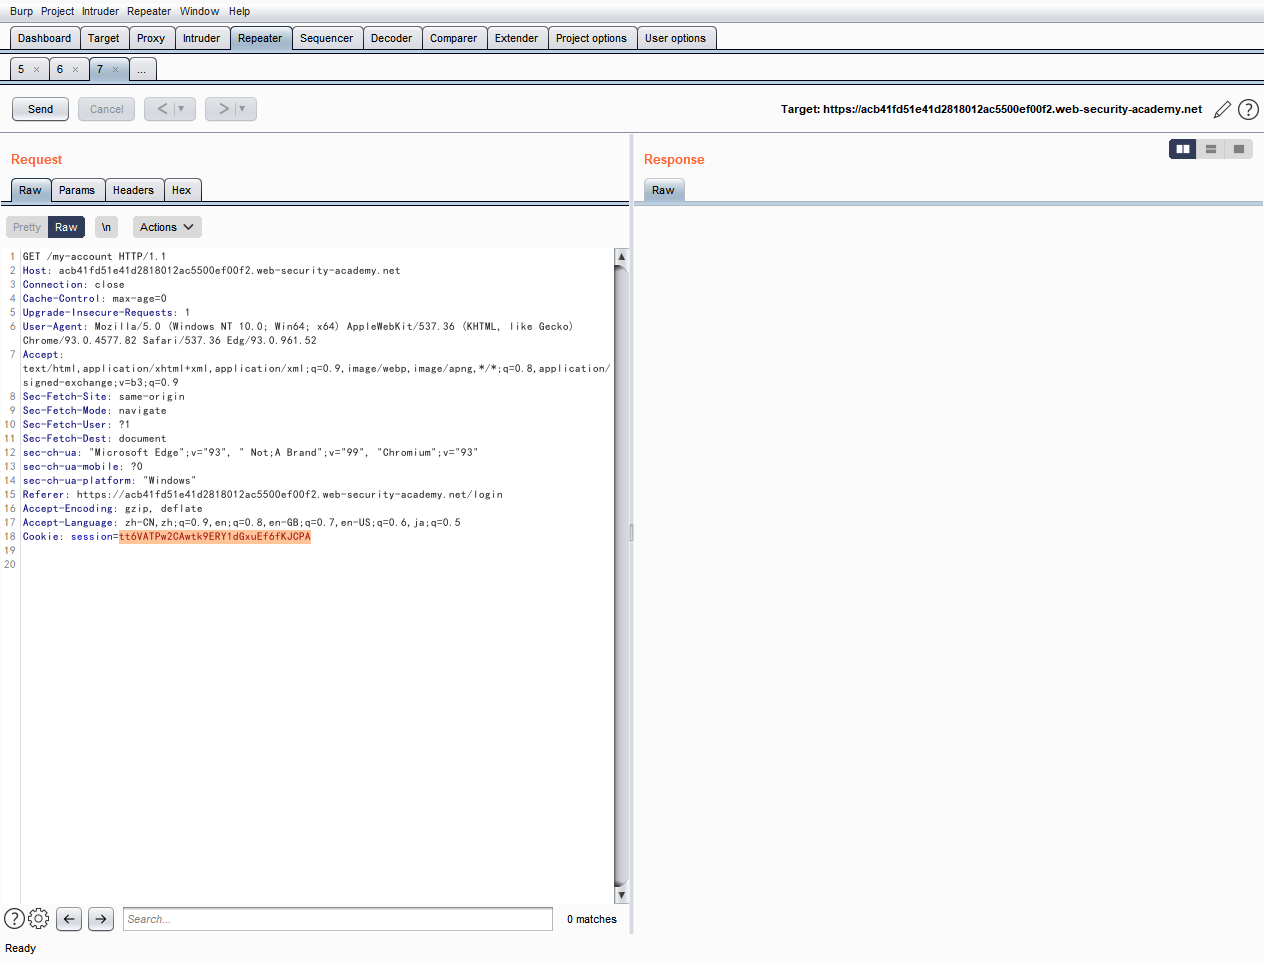 Burp Project Intruder Repeater Window Help
Dashboard Target Proxy Intruder Repeater Sequencer Decoder Comparer Extender Project options User options
5 × 6 × 7 × ...
Send Cancel < ▼ > ▼ Target: https://acb41fd51e41d2818012ac5500ef00f2.web-security-academy.net ?
Request
Raw Params Headers Hex
Pretty Raw \n Actions
1 GET /my-account HTTP/1.1
2 Host: acb41fd51e41d2818012ac5500ef00f2.web-security-academy.net
3 Connection: close
4 Cache-Control: max-age=0
5 Upgrade-Insecure-Requests: 1
6 User-Agent: Mozilla/5.0 (Windows NT 10.0; Win64; x64) AppleWebKit/537.36 (KHTML, like Gecko)
Chrome/93.0.4577.82 Safari/537.36 Edg/93.0.961.52
7 Accept:
text/html,application/xhtml+xml,application/xml;q=0.9,image/webp,image/apng,*/*;q=0.8,application/
signed-exchange;v=b3;q=0.9
8 Sec-Fetch-Site: same-origin
9 Sec-Fetch-Mode: navigate
10 Sec-Fetch-User: ?1
11 Sec-Fetch-Dest: document
12 sec-ch-ua: "Microsoft Edge";v="93", " Not;A Brand";v="99", "Chromium";v="93"
13 sec-ch-ua-mobile: ?0
14 sec-ch-ua-platform: "Windows"
15 Referer: https://acb41fd51e41d2818012ac5500ef00f2.web-security-academy.net/login
16 Accept-Encoding: gzip, deflate
17 Accept-Language: zh-CN,zh;q=0.9,en;q=0.8,en-GB;q=0.7,en-US;q=0.6,ja;q=0.5
18 Cookie: session=tt6VATPw2CAwtk9ERY1dGxuEf6fKJCPA
19
20
? ← → Search... 0 matches
Response
Raw
Ready